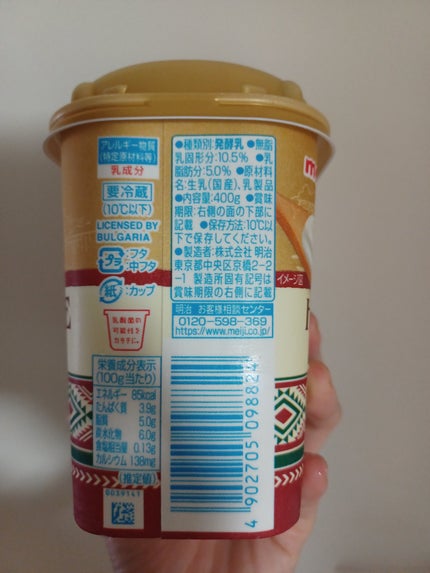 アレルギー物質
(特定原材料等)
乳成分
要冷蔵
(10℃以下)
LICENSED BY
BULGARIA
プラ
:フタ
中フタ
紙
:カップ
乳酸菌の
可能性を
カタチに。
栄養成分表示
(100g当たり)
エネルギー 85kcal
たんぱく質 3.9g
脂質 5.0g
炭水化物 6.0g
食塩相当量 0.13g
カルシウム 138mg
(推定値)
0039141
●種類別:発酵乳 ●無脂
乳固形分:10.5% ●乳
脂肪分:5.0% ●原材料
名:生乳(国産)、乳製品
●内容量:400g ●賞味
期限:右側の面の下部に
記載 ●保存方法:10℃以
下で保存してください。
●製造者:株式会社 明治
東京都中央区京橋2-2
-1 製造所固有記号は
賞味期限の右側に記載
明治 お客様相談センター
0120-598-369
https://www.meiji.co.jp/
4 902705 098824
イメージ図